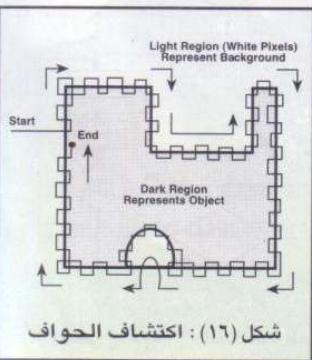 Light Region (White Pixels)
Represent Background
Start
End
Dark Region
Represents Object
شكل (١٦) : اكتشاف الحواف